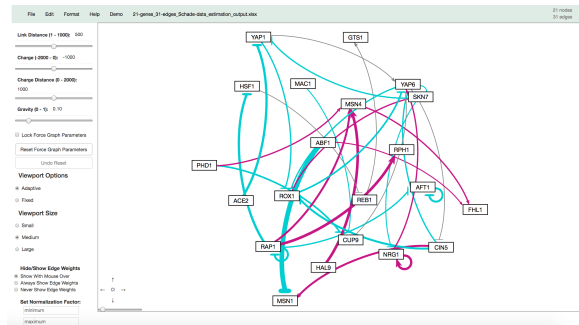 File Edit Format Help Demo 21-genes_31-edges_Schade-data_estimation_output.xlsx
21 nodes
31 edges
Link Distance (1 - 1000): 500
Charge (-2000 - 0): -1000
Charge Distance (0 - 2000):
1000
Gravity (0 - 1): 0.10
Lock Force Graph Parameters
Reset Force Graph Parameters
Undo Reset
Viewport Options
Adaptive
Fixed
Viewport Size
Small
Medium
Large
Hide/Show Edge Weights
Show With Mouse Over
Always Show Edge Weights
Never Show Edge Weights
Set Normalization Factor:
minimum
maximum
YAP1
GTS1
HSF1
MAC1
YAP6
SKN7
MSN4
ABF1
RPH1
PHD1
AFT1
ACE2
ROX1
REB1
FHL1
RAP1
CUP9
CIN5
NRG1
HAL9
MSN1